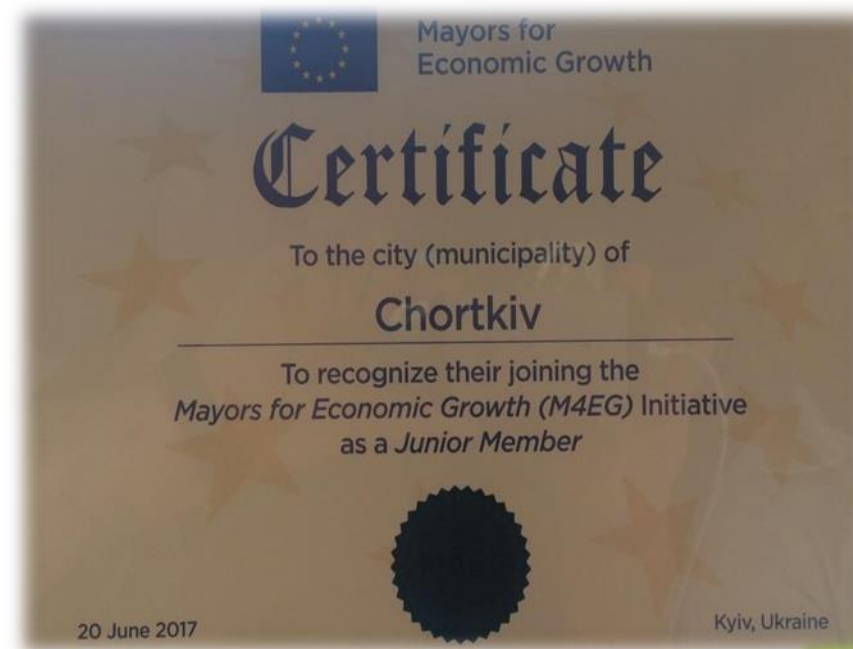 Mayors for
Economic Growth
Certificate
To the city (municipality) of
Chortkiv
To recognize their joining the
Mayors for Economic Growth (M4EG) Initiative
as a Junior Member
20 June 2017
Kyiv, Ukraine